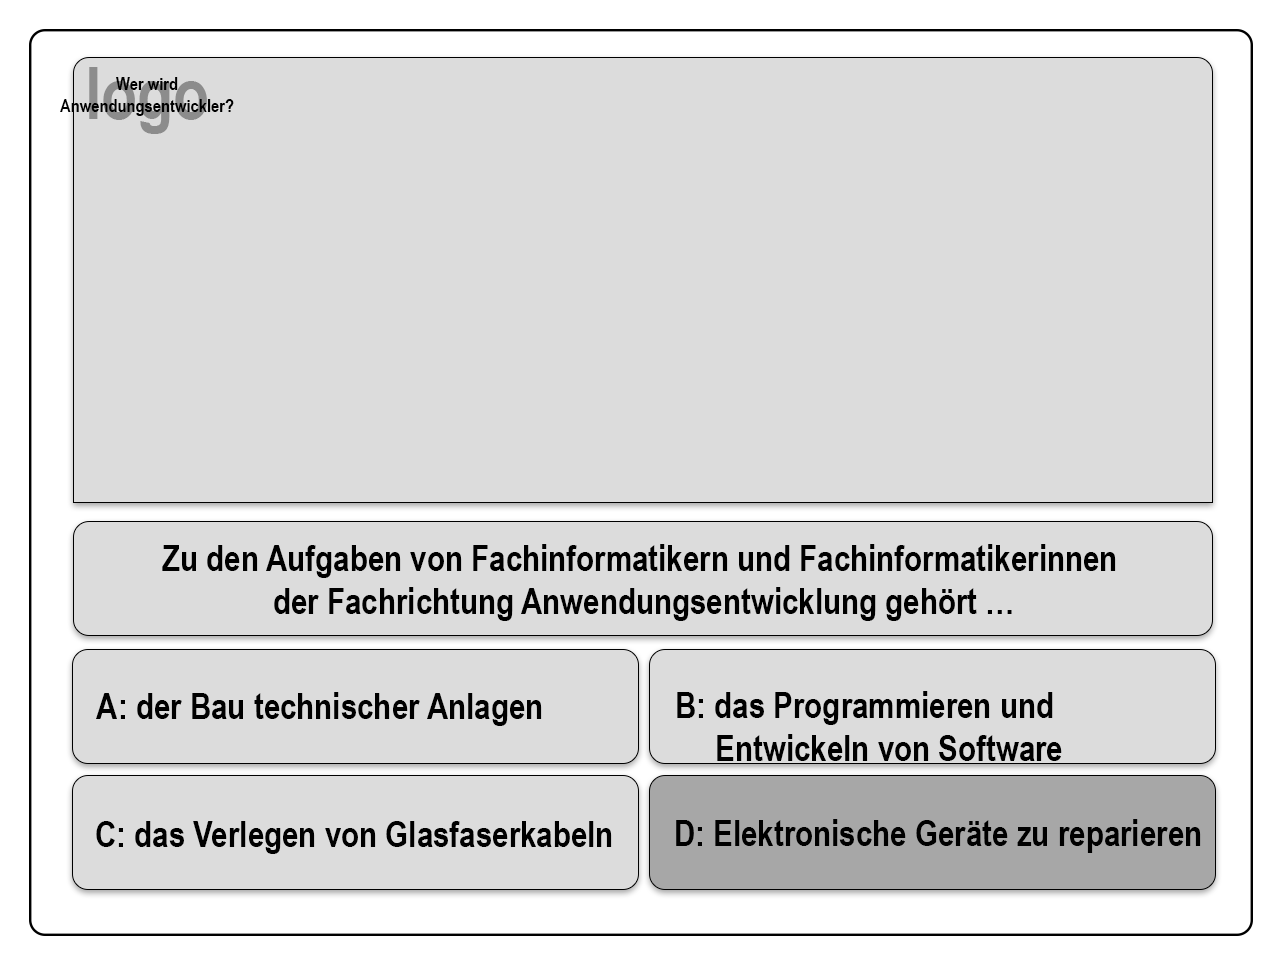 logo
Wer wird
Anwendungsentwickler?
Zu den Aufgaben von Fachinformatikern und Fachinformatikerinnen
der Fachrichtung Anwendungsentwicklung gehört …
A: der Bau technischer Anlagen
B: das Programmieren und
Entwickeln von Software
C: das Verlegen von Glasfaserkabeln
D: Elektronische Geräte zu reparieren